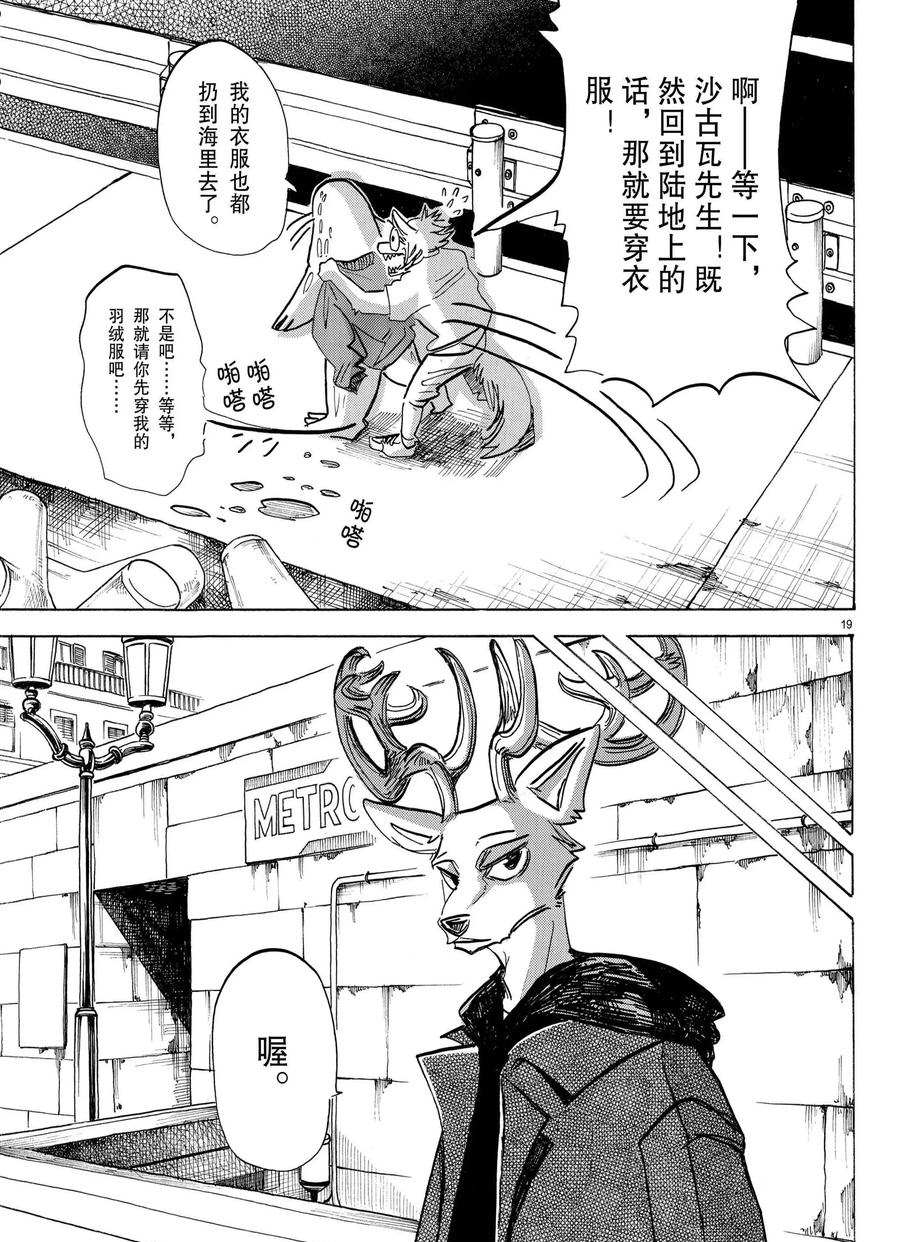 啊——等一下，
沙古瓦先生！既
然回到陆地上的
话，那就要穿衣
服！
我的衣服也都
扔到海里去了。
不是吧……等等，
那就请你先穿我的
羽绒服吧……
啪嗒
啪嗒
啪嗒
19
METRO
喔。